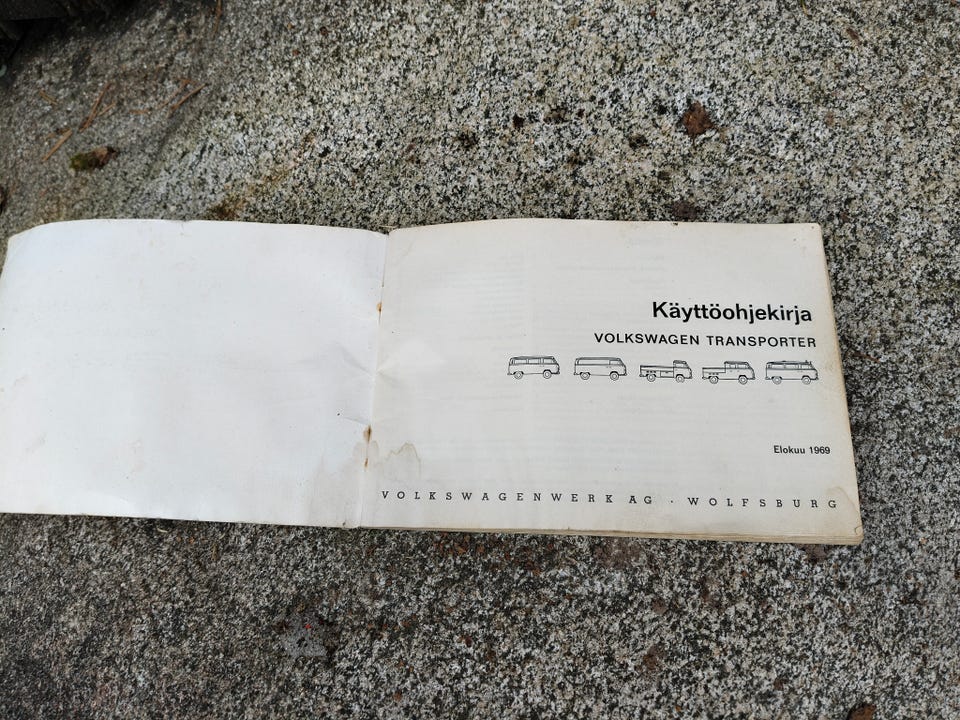 Käyttöohjekirja
VOLKSWAGEN TRANSPORTER
Elokuu 1969
VOLKSWAGENWERK AG · WOLFSBURG